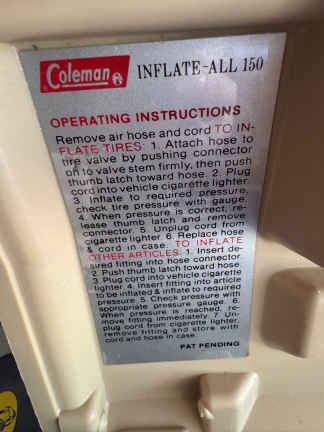 Coleman INFLATE-ALL 150
OPERATING INSTRUCTIONS
Remove air hose and cord TO IN-
FLATE TIRES: 1. Attach hose to
tire valve by pushing connector
on to valve stem firmly, then push
thumb latch toward hose. 2. Plug
cord into vehicle cigarette lighter.
3. Inflate to required pressure,
check tire pressure with gauge.
4. When pressure is correct, re-
lease thumb latch and remove
connector. 5. Unplug cord from
cigarette lighter. 6. Replace hose
& cord in case. TO INFLATE
OTHER ARTICLES: 1. Insert de-
sired fitting into hose connector.
2. Push thumb latch toward hose.
3. Plug cord into vehicle cigarette
lighter. 4. Insert fitting into article
to be inflated & inflate to required
pressure. 5. Check pressure with
appropriate pressure gauge. 6.
When pressure is reached, re-
move fitting immediately. 7. Un-
plug cord from cigarette lighter,
remove fitting and store with
cord and hose in case.
PAT PENDING